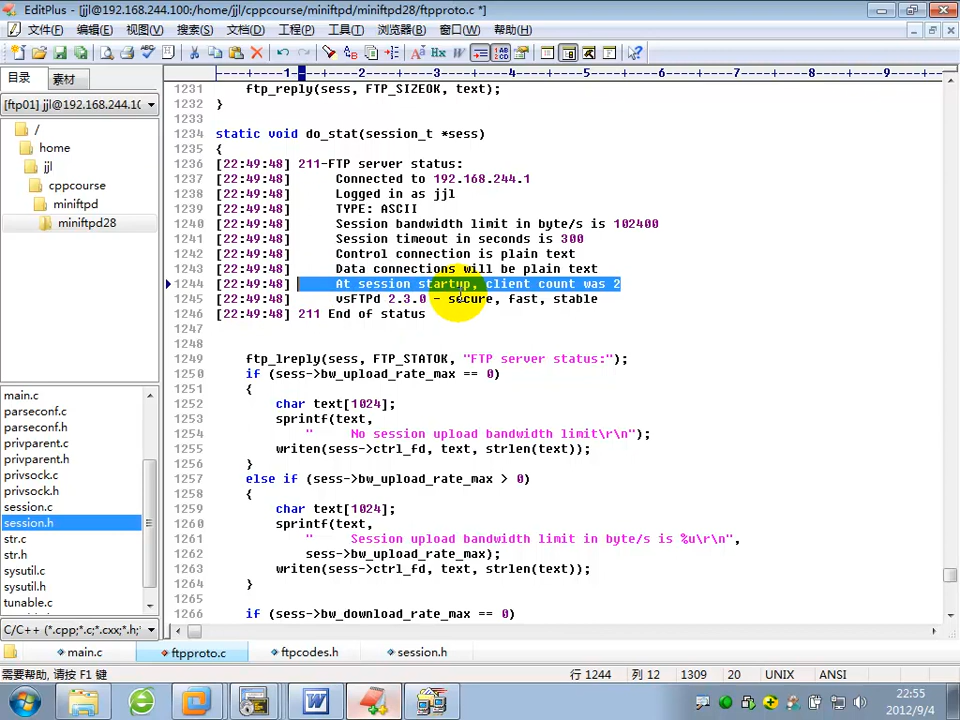 EditPlus - [jjl@192.168.244.100:/home/jjl/cppcourse/miniftpd/miniftpd28/ftpproto.c *]
文件(F) 编辑(E) 视图(V) 搜索(S) 文档(D) 工程(P) 工具(T) 浏览器(B) 窗口(W) 帮助(H)
目录 素材
[ftp01] jjl@192.168.244.10
/
home
jjl
cppcourse
miniftpd
miniftpd28
main.c
parseconf.c
parseconf.h
privparent.c
privparent.h
privsock.c
privsock.h
session.c
session.h
str.c
str.h
sysutil.c
sysutil.h
tunable.c
C/C++ (*.cpp;*.c;*.cxx;*.h;
----+----1----+----2----+----3----+----4----+----5----+----6----+----7----+----8----+----9----
1231 ftp_reply(sess, FTP_SIZEOK, text);
1232 }
1233
1234 static void do_stat(session_t *sess)
1235 {
1236 [22:49:48] 211-FTP server status:
1237 [22:49:48] Connected to 192.168.244.1
1238 [22:49:48] Logged in as jjl
1239 [22:49:48] TYPE: ASCII
1240 [22:49:48] Session bandwidth limit in byte/s is 102400
1241 [22:49:48] Session timeout in seconds is 300
1242 [22:49:48] Control connection is plain text
1243 [22:49:48] Data connections will be plain text
1244 [22:49:48] At session startup, client count was 2
1245 [22:49:48] vsFTPd 2.3.0 - secure, fast, stable
1246 [22:49:48] 211 End of status
1247
1248
1249 ftp_lreply(sess, FTP_STATOK, "FTP server status:");
1250 if (sess->bw_upload_rate_max == 0)
1251 {
1252 char text[1024];
1253 sprintf(text,
1254 " No session upload bandwidth limit\r\n");
1255 writen(sess->ctrl_fd, text, strlen(text));
1256 }
1257 else if (sess->bw_upload_rate_max > 0)
1258 {
1259 char text[1024];
1260 sprintf(text,
1261 " Session upload bandwidth limit in byte/s is %u\r\n",
1262 sess->bw_upload_rate_max);
1263 writen(sess->ctrl_fd, text, strlen(text));
1264 }
1265
1266 if (sess->bw_download_rate_max == 0)
main.c ftpproto.c ftpcodes.h session.h
需要帮助, 请按 F1 键 行 1244 列 12 1309 20 UNIX ANSI
22:55
2012/9/4